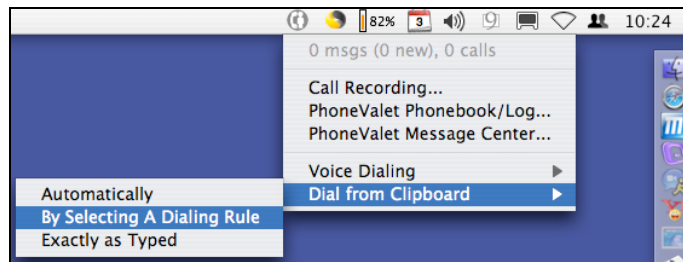 82% 3 9 10:24
0 msgs (0 new), 0 calls
Call Recording...
PhoneValet Phonebook/Log...
PhoneValet Message Center...
Voice Dialing
Dial from Clipboard
Automatically
By Selecting A Dialing Rule
Exactly as Typed